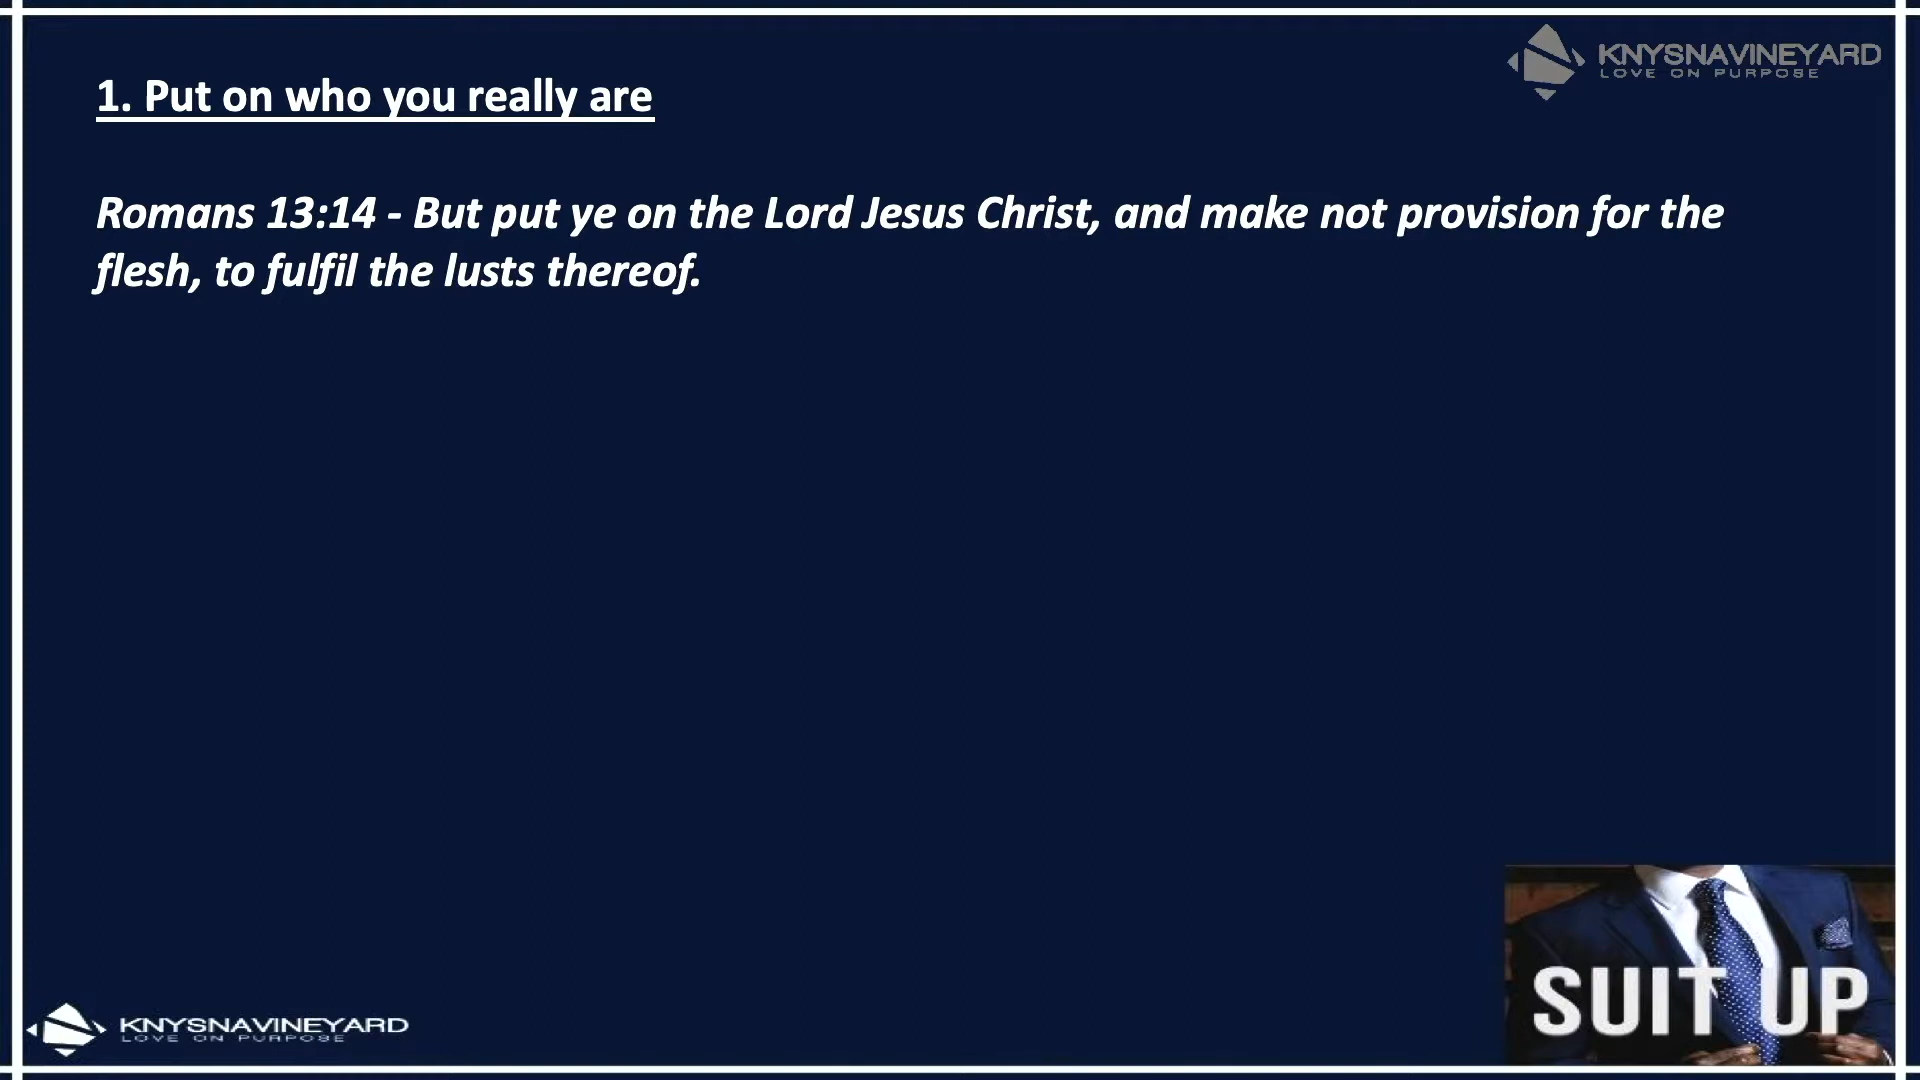 KNYSNAVINEYARD
LOVE ON PURPOSE
1. Put on who you really are
Romans 13:14 - But put ye on the Lord Jesus Christ, and make not provision for the
flesh, to fulfil the lusts thereof.
SUIT UP
KNYSNAVINEYARD
LOVE ON PURPOSE